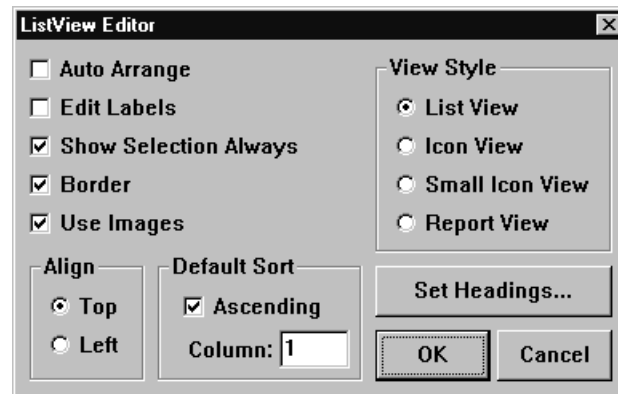 ListView Editor
Auto Arrange
Edit Labels
Show Selection Always
Border
Use Images
View Style
List View
Icon View
Small Icon View
Report View
Align
Top
Left
Default Sort
Ascending
Column: 1
Set Headings...
OK
Cancel